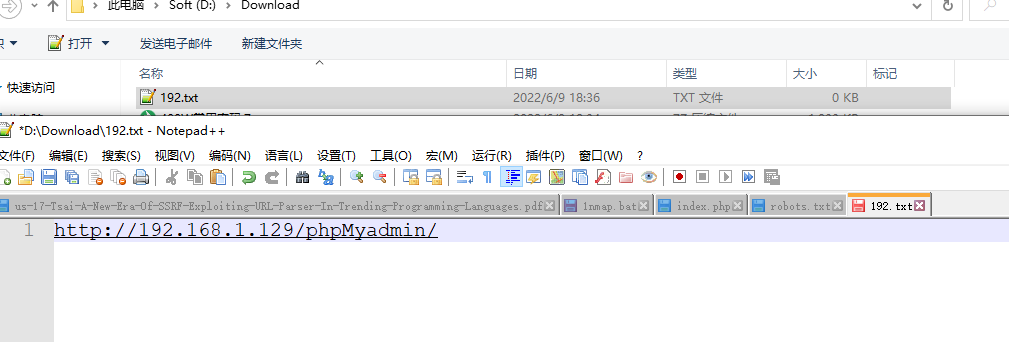 此电脑 › Soft (D:) › Download
打开 发送电子邮件 新建文件夹
名称 日期 类型 大小 标记
快速访问
192.txt 2022/6/9 18:36 TXT 文件 0 KB
*D:\Download\192.txt - Notepad++
文件(F) 编辑(E) 搜索(S) 视图(V) 编码(N) 语言(L) 设置(T) 工具(O) 宏(M) 运行(R) 插件(P) 窗口(W) ?
us-17-Tsai-A-New-Era-Of-SSRF-Exploiting-URL-Parser-In-Trending-Programming-Languages.pdf 1nmap.bat index.php robots.txt 192.txt
1 http://192.168.1.129/phpMyadmin/